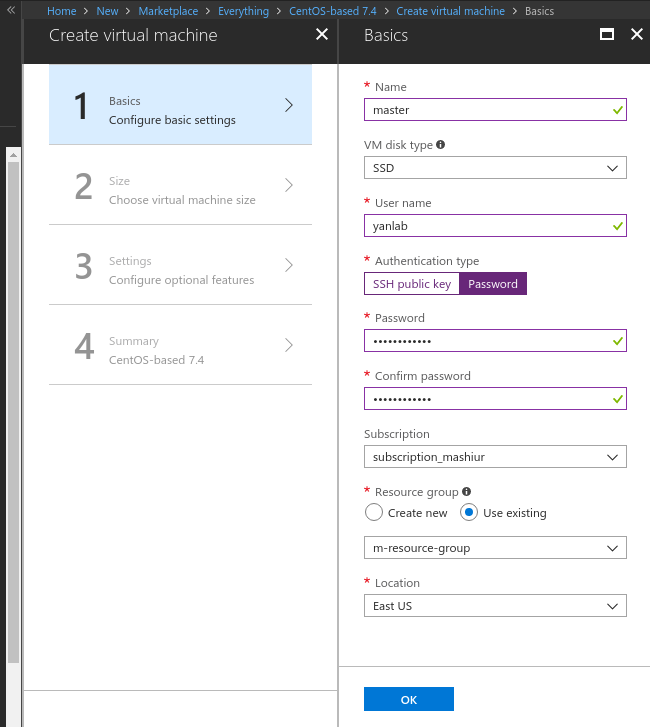 Home > New > Marketplace > Everything > CentOS-based 7.4 > Create virtual machine > Basics
Create virtual machine
1
Basics
Configure basic settings
2
Size
Choose virtual machine size
3
Settings
Configure optional features
4
Summary
CentOS-based 7.4
Basics
* Name
master
VM disk type
SSD
* User name
yanlab
* Authentication type
SSH public key Password
* Password
••••••••••••
* Confirm password
••••••••••••
Subscription
subscription_mashiur
* Resource group
Create new Use existing
m-resource-group
* Location
East US
OK